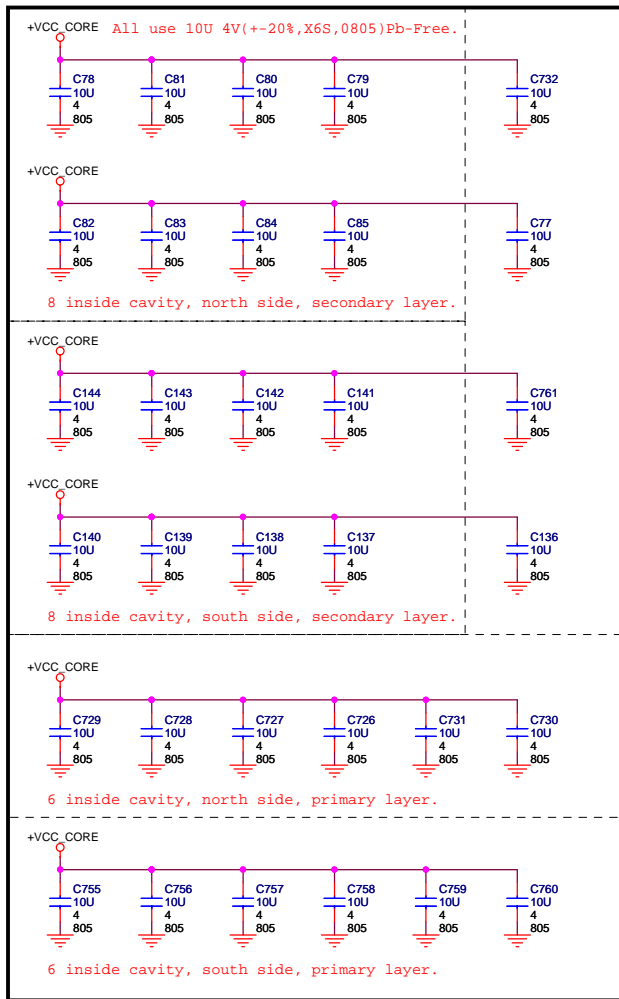 +VCC_CORE All use 10U 4V(+-20%,X6S,0805)Pb-Free.
C78 C81 C80 C79 C732
10U 10U 10U 10U 10U
4 4 4 4 4
805 805 805 805 805
+VCC_CORE
C82 C83 C84 C85 C77
10U 10U 10U 10U 10U
4 4 4 4 4
805 805 805 805 805
8 inside cavity, north side, secondary layer.
+VCC_CORE
C144 C143 C142 C141 C761
10U 10U 10U 10U 10U
4 4 4 4 4
805 805 805 805 805
+VCC_CORE
C140 C139 C138 C137 C136
10U 10U 10U 10U 10U
4 4 4 4 4
805 805 805 805 805
8 inside cavity, south side, secondary layer.
+VCC_CORE
C729 C728 C727 C726 C731 C730
10U 10U 10U 10U 10U 10U
4 4 4 4 4 4
805 805 805 805 805 805
6 inside cavity, north side, primary layer.
+VCC_CORE
C755 C756 C757 C758 C759 C760
10U 10U 10U 10U 10U 10U
4 4 4 4 4 4
805 805 805 805 805 805
6 inside cavity, south side, primary layer.